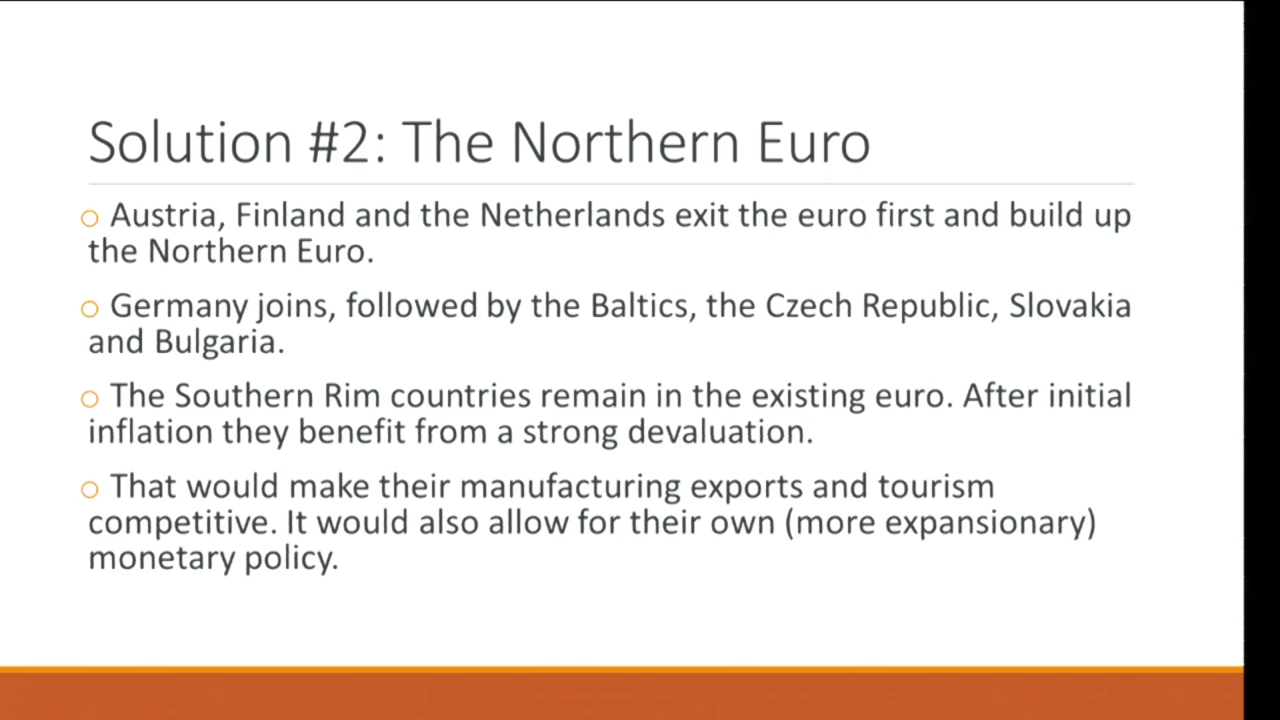 Solution #2: The Northern Euro
Austria, Finland and the Netherlands exit the euro first and build up
the Northern Euro.
Germany joins, followed by the Baltics, the Czech Republic, Slovakia
and Bulgaria.
The Southern Rim countries remain in the existing euro. After initial
inflation they benefit from a strong devaluation.
That would make their manufacturing exports and tourism
competitive. It would also allow for their own (more expansionary)
monetary policy.